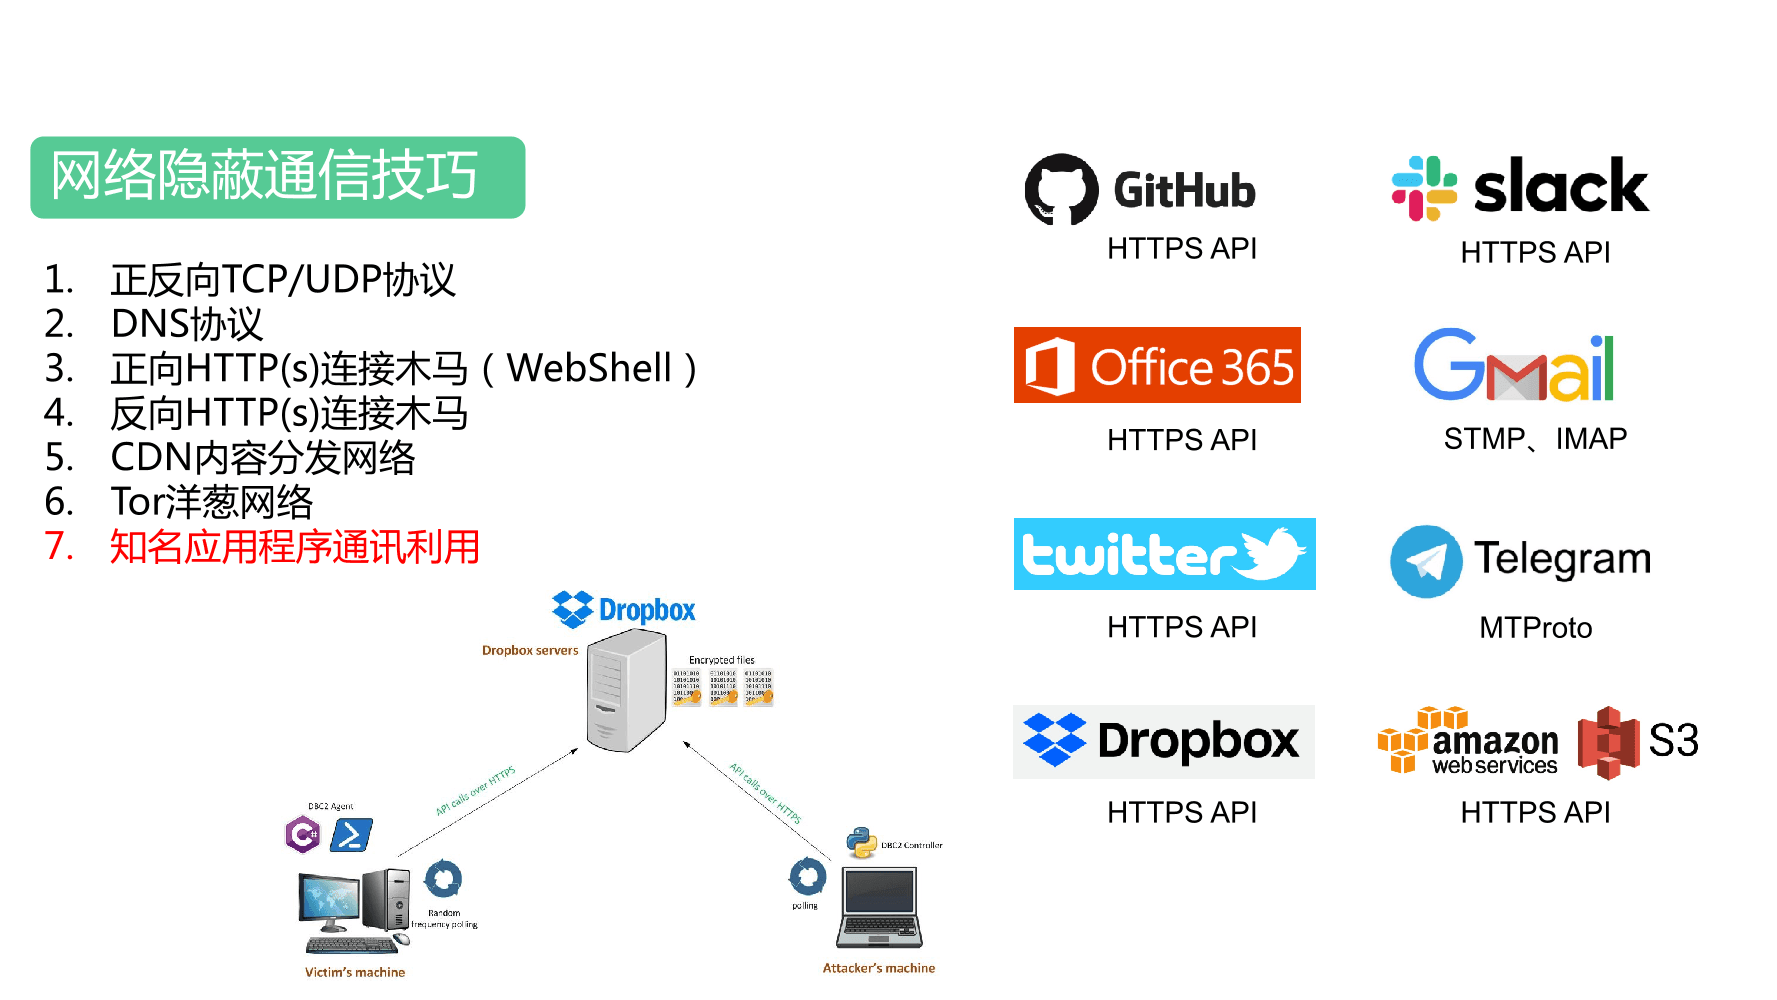 网络隐蔽通信技巧
1. 正反向TCP/UDP协议
2. DNS协议
3. 正向HTTP(s)连接木马（WebShell）
4. 反向HTTP(s)连接木马
5. CDN内容分发网络
6. Tor洋葱网络
7. 知名应用程序通讯利用
Dropbox
Dropbox servers
Encrypted files
API calls over HTTPS
API calls over HTTPS
DBC2 Agent
Random
frequency polling
Victim's machine
DBC2 Controller
polling
Attacker's machine
GitHub
HTTPS API
slack
HTTPS API
Office 365
HTTPS API
Gmail
STMP、IMAP
twitter
HTTPS API
Telegram
MTProto
Dropbox
HTTPS API
amazon
web services
S3
HTTPS API